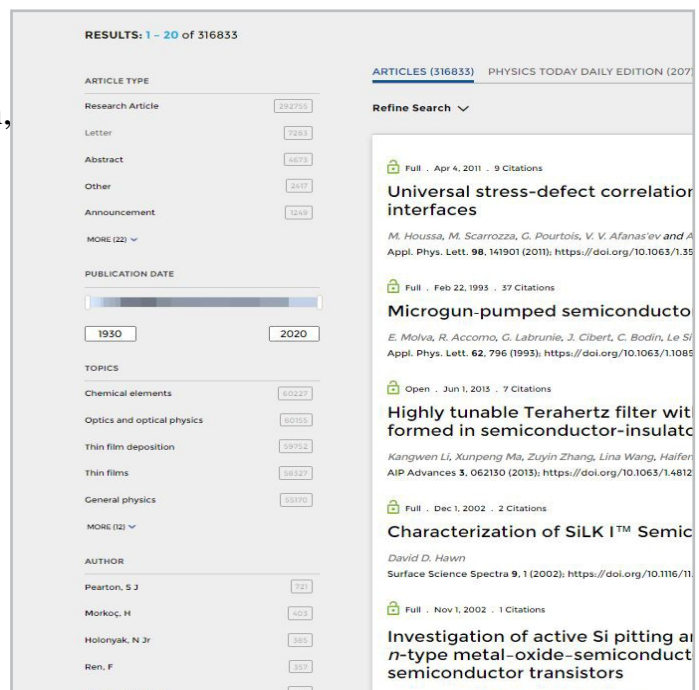 RESULTS: 1 – 20 of 316833
ARTICLE TYPE
Research Article 292755
Letter 7283
Abstract 4673
Other 2417
Announcement 1249
MORE (22)
PUBLICATION DATE
1930 2020
TOPICS
Chemical elements 60227
Optics and optical physics 60155
Thin film deposition 59752
Thin films 58327
General physics 55170
MORE (12)
AUTHOR
Pearton, S J 721
Morkoç, H 403
Holonyak, N Jr 385
Ren, F 357
ARTICLES (316833) PHYSICS TODAY DAILY EDITION (207)
Refine Search
Full . Apr 4, 2011 . 9 Citations
Universal stress-defect correlation
interfaces
M. Houssa, M. Scarrozza, G. Pourtois, V. V. Afanas'ev and A
Appl. Phys. Lett. 98, 141901 (2011); https://doi.org/10.1063/1.35
Full . Feb 22, 1993 . 37 Citations
Microgun-pumped semiconducto
E. Molva, R. Accomo, G. Labrunie, J. Cibert, C. Bodin, Le Si
Appl. Phys. Lett. 62, 796 (1993); https://doi.org/10.1063/1.1085
Open . Jun 1, 2013 . 7 Citations
Highly tunable Terahertz filter wit
formed in semiconductor-insulato
Kangwen Li, Xunpeng Ma, Zuyin Zhang, Lina Wang, Haifen
AIP Advances 3, 062130 (2013); https://doi.org/10.1063/1.4812
Full . Dec 1, 2002 . 2 Citations
Characterization of SiLK I™ Semic
David D. Hawn
Surface Science Spectra 9, 1 (2002); https://doi.org/10.1116/11.
Full . Nov 1, 2002 . 1 Citations
Investigation of active Si pitting a
n-type metal–oxide–semiconduct
semiconductor transistors